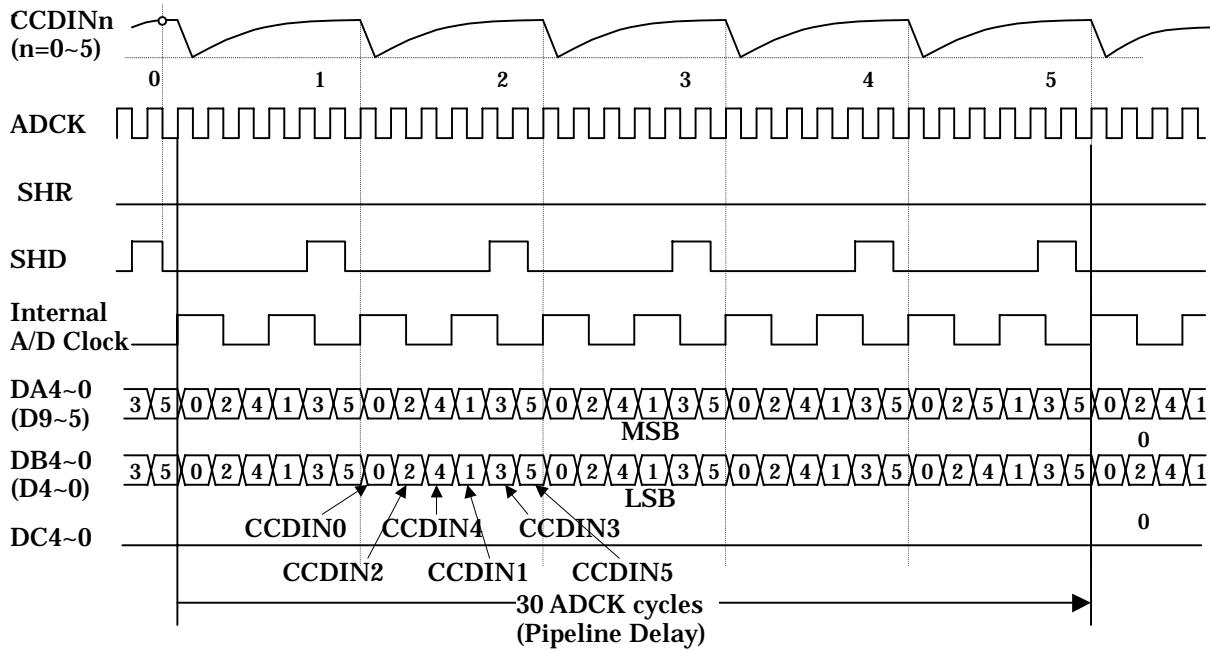 CCDINn
(n=0~5)
0 1 2 3 4 5
ADCK
SHR
SHD
Internal
A/D Clock
DA4~0
(D9~5)
3 5 0 2 4 1 3 5 0 2 4 1 3 5 0 2 4 1 3 5 0 2 4 1 3 5 0 2 5 1 3 5 0 2 4 1
MSB
0
DB4~0
(D4~0)
3 5 0 2 4 1 3 5 0 2 4 1 3 5 0 2 4 1 3 5 0 2 4 1 3 5 0 2 4 1 3 5 0 2 4 1
LSB
0
CCDIN0 CCDIN4 CCDIN3
DC4~0
CCDIN2 CCDIN1 CCDIN5
30 ADCK cycles
(Pipeline Delay)